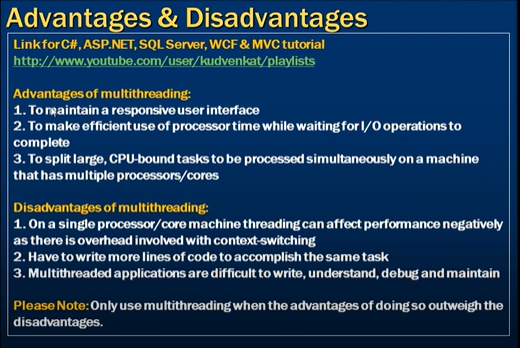 Advantages & Disadvantages
Link for C#, ASP.NET, SQL Server, WCF & MVC tutorial
http://www.youtube.com/user/kudvenkat/playlists
Advantages of multithreading:
1. To maintain a responsive user interface
2. To make efficient use of processor time while waiting for I/O operations to
complete
3. To split large, CPU-bound tasks to be processed simultaneously on a machine
that has multiple processors/cores
Disadvantages of multithreading:
1. On a single processor/core machine threading can affect performance negatively
as there is overhead involved with context-switching
2. Have to write more lines of code to accomplish the same task
3. Multithreaded applications are difficult to write, understand, debug and maintain
Please Note: Only use multithreading when the advantages of doing so outweigh the
disadvantages.